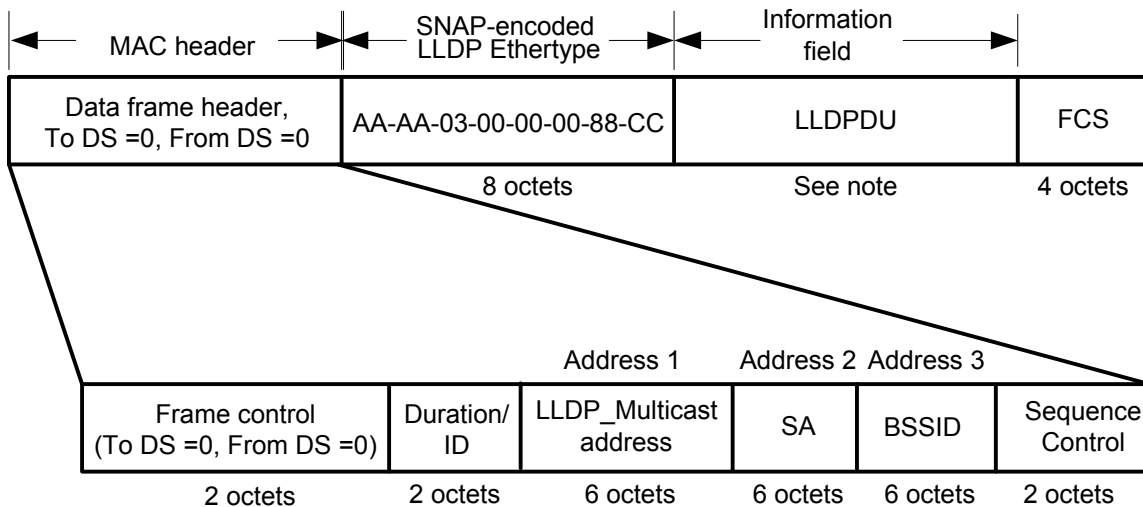 MAC header
SNAP-encoded
LLDP Ethertype
Information
field
Data frame header,
To DS =0, From DS =0
AA-AA-03-00-00-00-88-CC
LLDPDU
FCS
8 octets
See note
4 octets
Address 1
Address 2
Address 3
Frame control
(To DS =0, From DS =0)
Duration/
ID
LLDP_Multicast
address
SA
BSSID
Sequence
Control
2 octets
2 octets
6 octets
6 octets
6 octets
2 octets